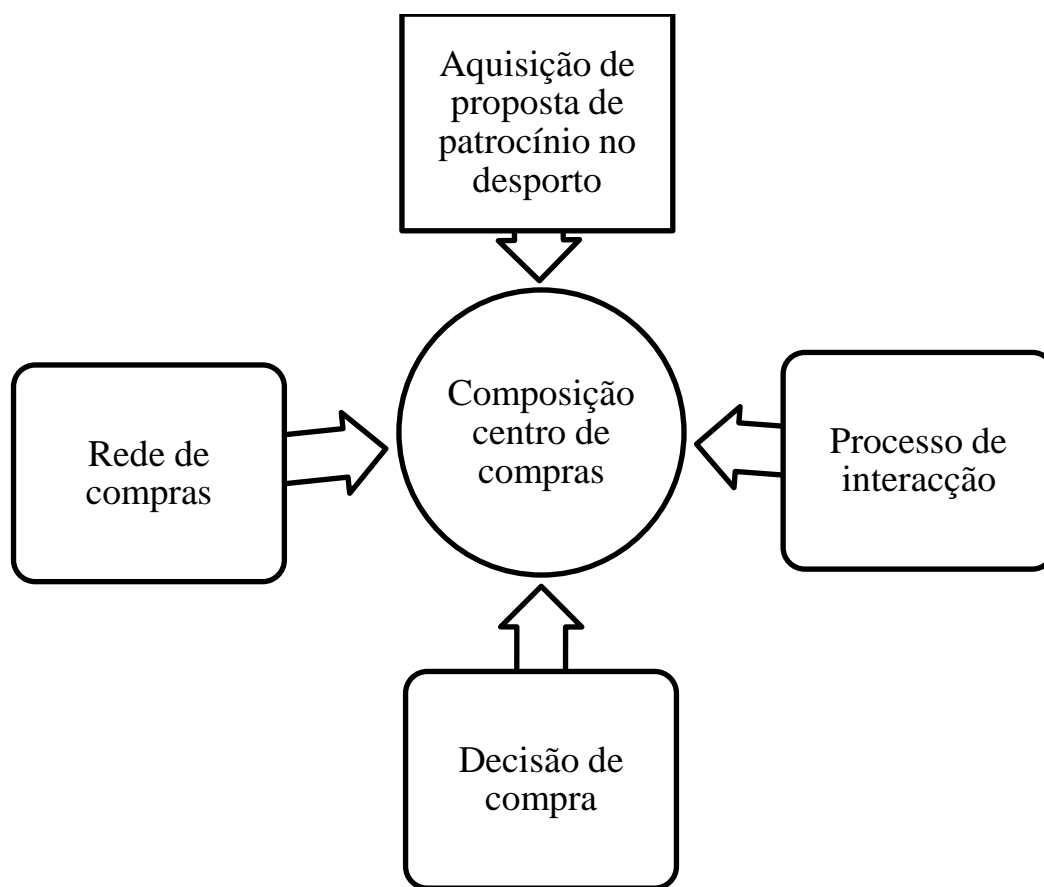 Aquisição de
proposta de
patrocínio no
desporto
Composição
centro de
compras
Rede de
compras
Processo de
interacção
Decisão de
compra